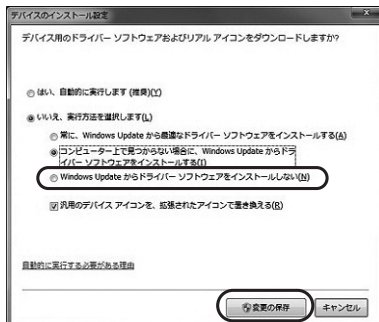 デバイスのインストール設定
デバイス用のドライバー ソフトウェアおよびリアル アイコンをダウンロードしますか?
はい、自動的に実行します (推奨)(Y)
いいえ、実行方法を選択します(L)
常に、Windows Update から最適なドライバー ソフトウェアをインストールする(A)
コンピューター上で見つからない場合に、Windows Update からドラ
イバー ソフトウェアをインストールする(I)
Windows Update からドライバー ソフトウェアをインストールしない(N)
汎用のデバイス アイコンを、拡張されたアイコンで置き換える(R)
自動的に実行する必要がある理由
変更の保存
キャンセル